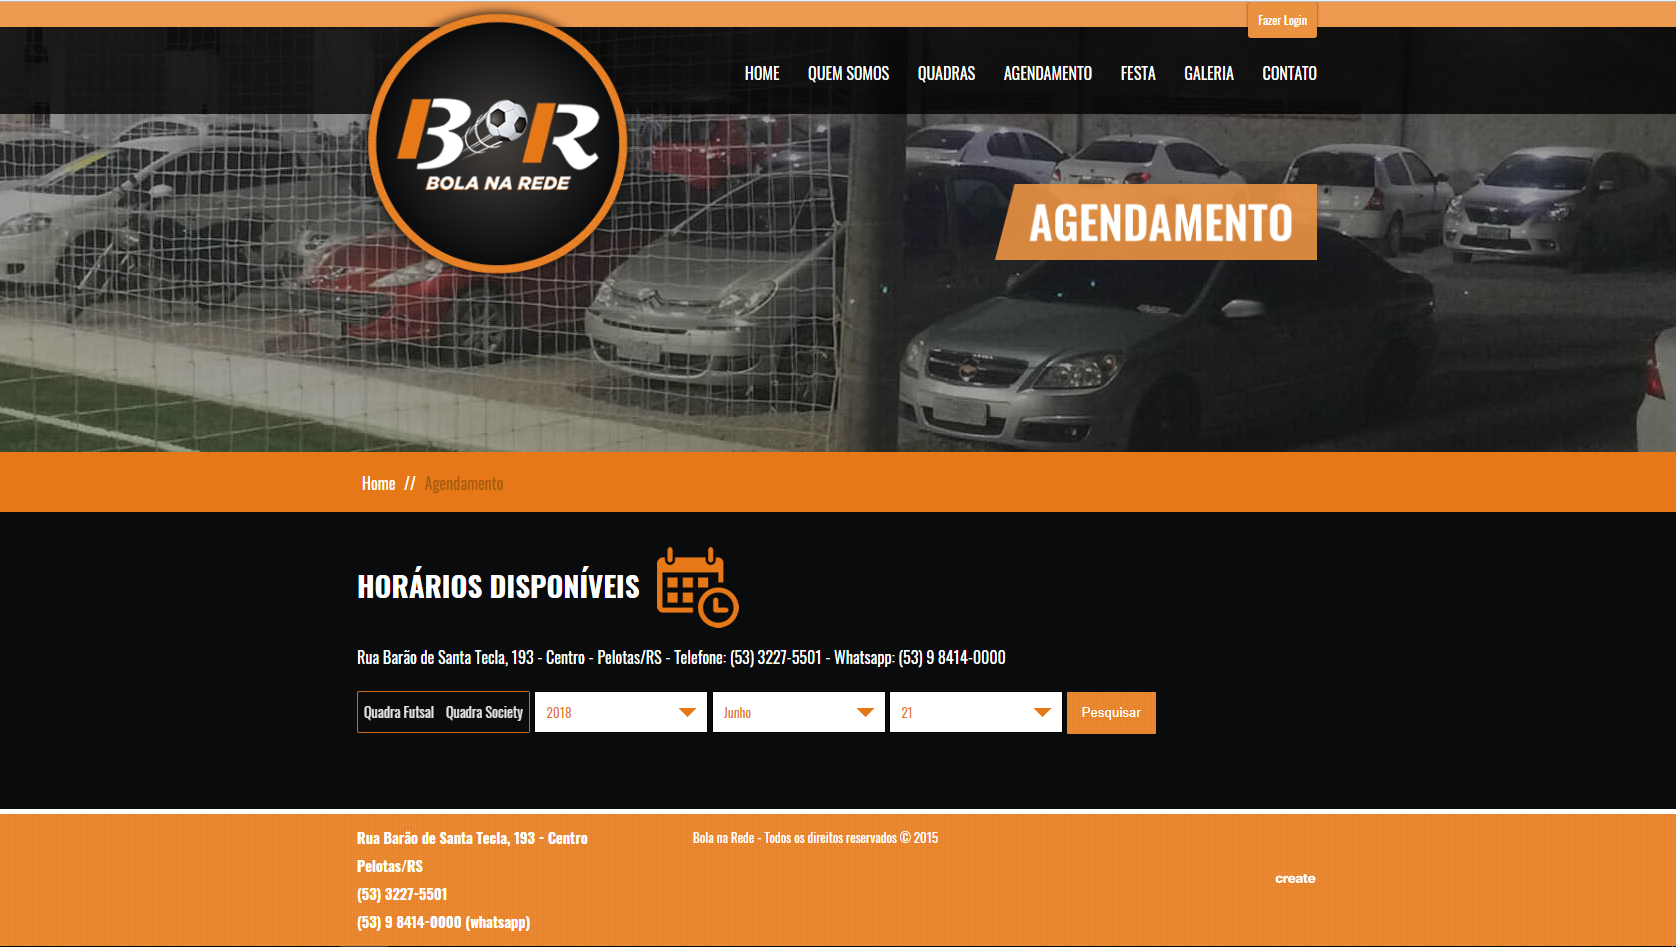 Fazer Login
HOME QUEM SOMOS QUADRAS AGENDAMENTO FESTA GALERIA CONTATO
BOR
BOLA NA REDE
AGENDAMENTO
Home // Agendamento
HORÁRIOS DISPONÍVEIS
Rua Barão de Santa Tecla, 193 - Centro - Pelotas/RS - Telefone: (53) 3227-5501 - Whatsapp: (53) 9 8414-0000
Quadra Futsal Quadra Society 2018 Junho 21 Pesquisar
Rua Barão de Santa Tecla, 193 - Centro
Pelotas/RS
(53) 3227-5501
(53) 9 8414-0000 (whatsapp)
Bola na Rede - Todos os direitos reservados © 2015
create